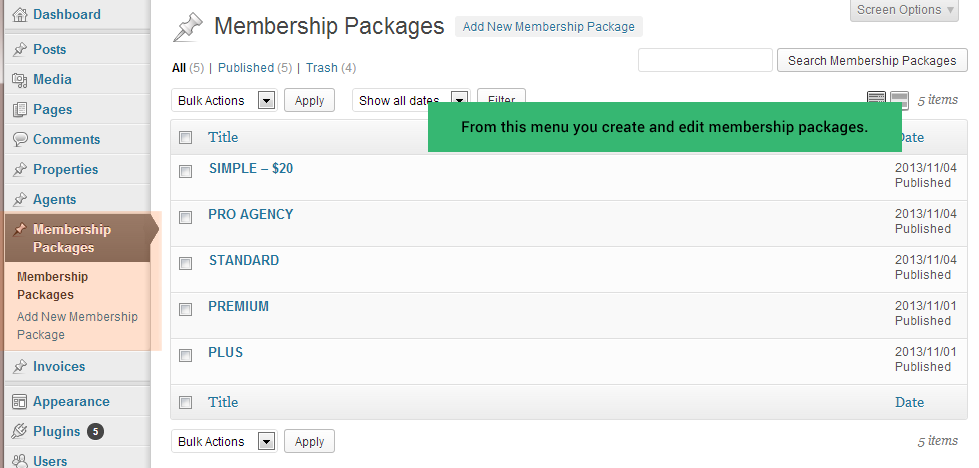 Dashboard
Posts
Media
Pages
Comments
Properties
Agents
Membership
Packages
Membership
Packages
Add New Membership
Package
Invoices
Appearance
Plugins 5
Users
Screen Options
Membership Packages Add New Membership Package
All (5) | Published (5) | Trash (4)
Search Membership Packages
Bulk Actions Apply Show all dates Filter 5 items
From this menu you create and edit membership packages.
Title Date
SIMPLE – $20 2013/11/04
Published
PRO AGENCY 2013/11/04
Published
STANDARD 2013/11/04
Published
PREMIUM 2013/11/01
Published
PLUS 2013/11/01
Published
Title Date
Bulk Actions Apply 5 items